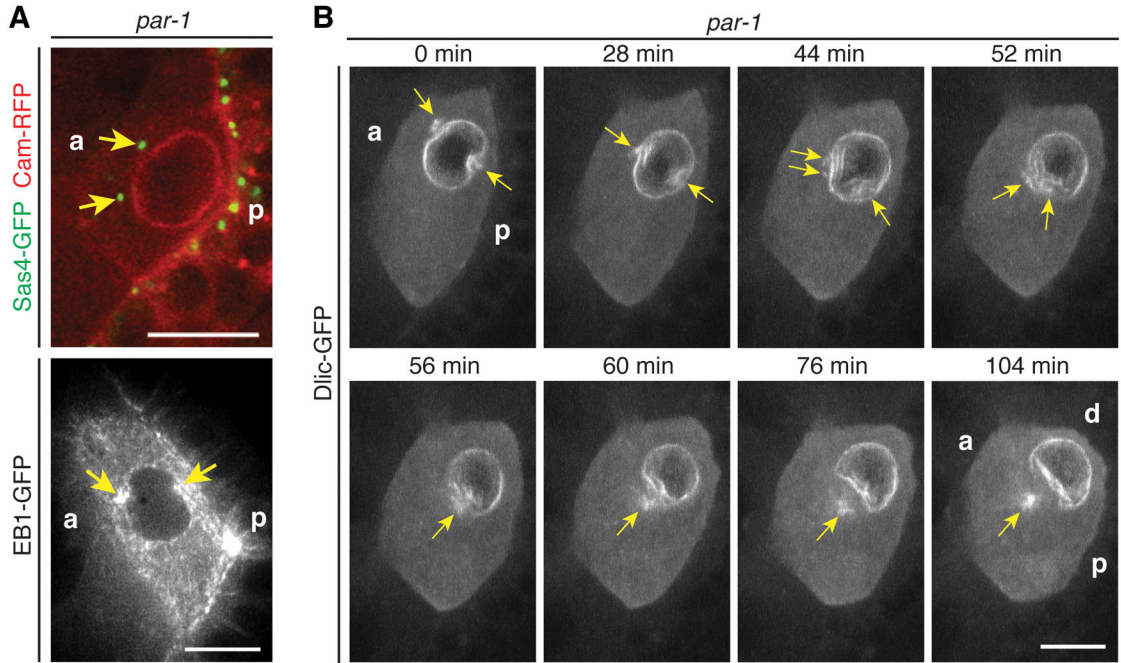 A
par-1
Sas4-GFP Cam-RFP
a
p
EB1-GFP
a
p
B
par-1
Dlic-GFP
0 min
28 min
44 min
52 min
a
p
56 min
60 min
76 min
104 min
a
d
a
p